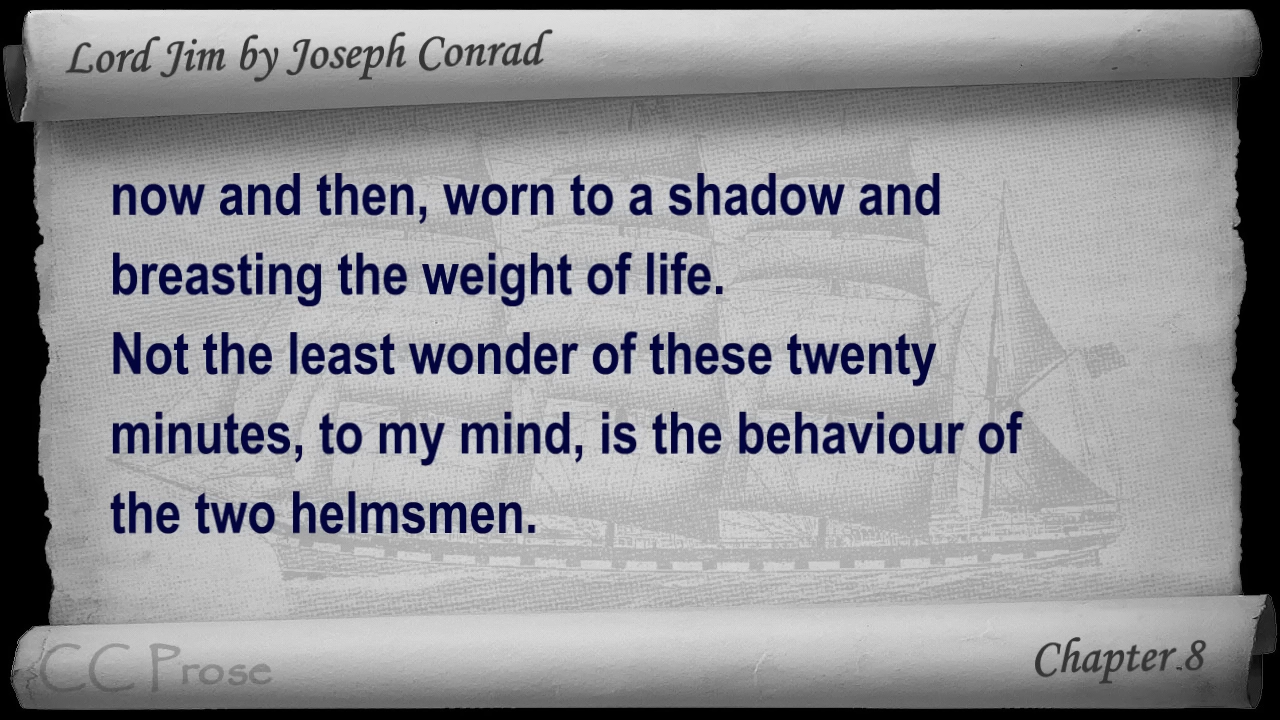 Lord Jim by Joseph Conrad
now and then, worn to a shadow and
breasting the weight of life.
Not the least wonder of these twenty
minutes, to my mind, is the behaviour of
the two helmsmen.
CC Prose
Chapter 8